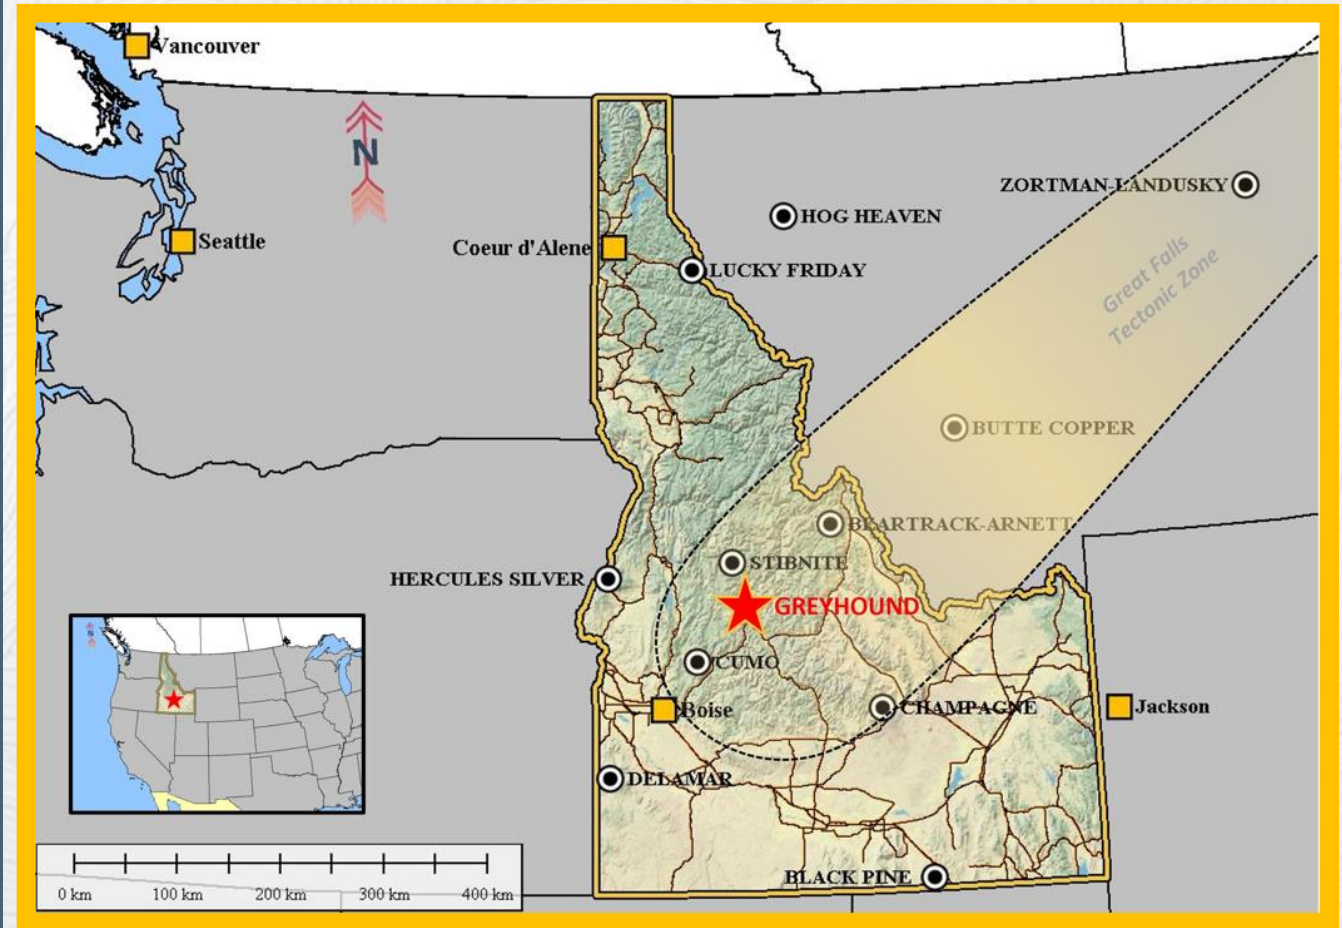 Vancouver
N
ZORTMAN-LANDUSKY
HOG HEAVEN
Seattle
Coeur d'Alene
LUCKY FRIDAY
Great Falls
Tectonic Zone
BUTTE COPPER
BEARTRACK-ARNETT
STIBNITE
HERCULES SILVER
GREYHOUND
CUMO
Boise
CHAMPAGNE
Jackson
DELAMAR
BLACK PINE
N
0 km 100 km 200 km 300 km 400 km